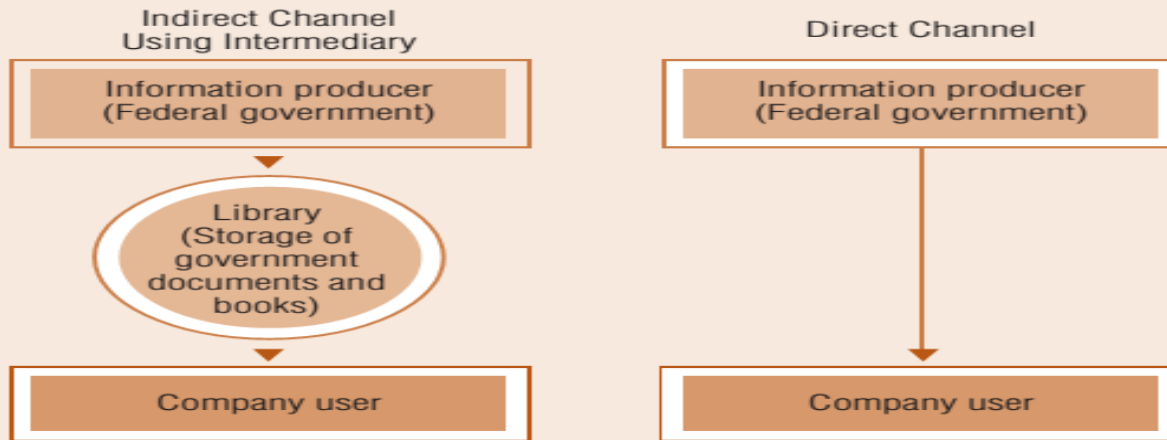 Indirect Channel
Using Intermediary
Information producer
(Federal government)
Library
(Storage of
government
documents and
books)
Company user
Direct Channel
Information producer
(Federal government)
Company user